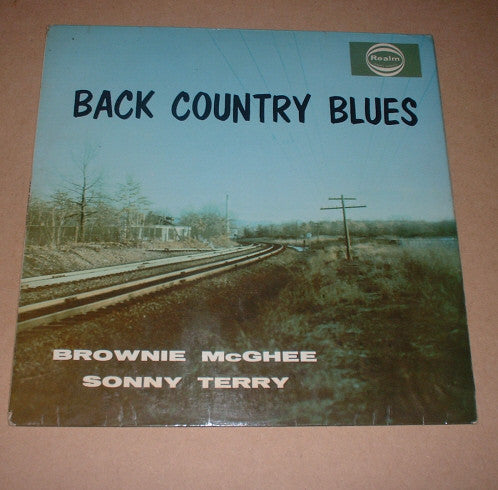 Realm
BACK COUNTRY BLUES
BROWNIE McGHEE
SONNY TERRY